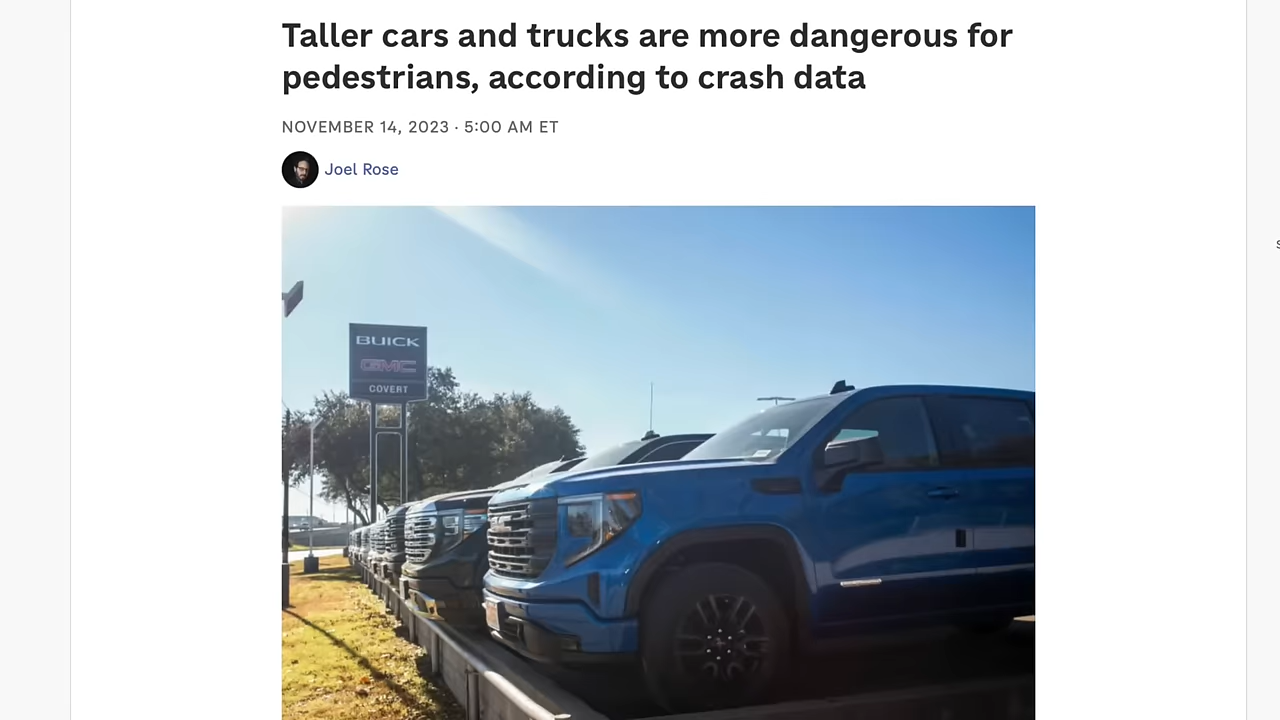 Taller cars and trucks are more dangerous for
pedestrians, according to crash data
NOVEMBER 14, 2023 · 5:00 AM ET
Joel Rose
BUICK
GMC
COVERT